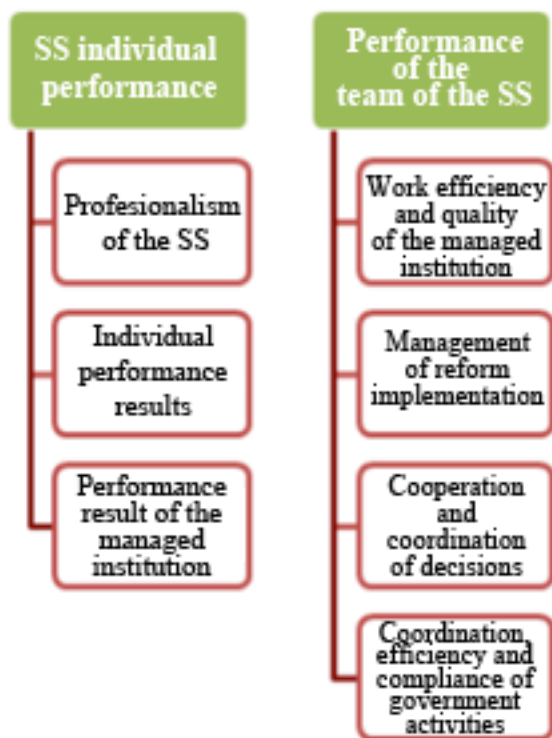 SS individual
performance
Profesionalism
of the SS
Individual
performance
results
Performance
result of the
managed
institution
Performance
of the
team of the SS
Work efficiency
and quality
of the managed
institution
Management
of reform
implementation
Cooperation
and
coordination
of decisions
Coordination,
efficiency and
compliance of
government
activities